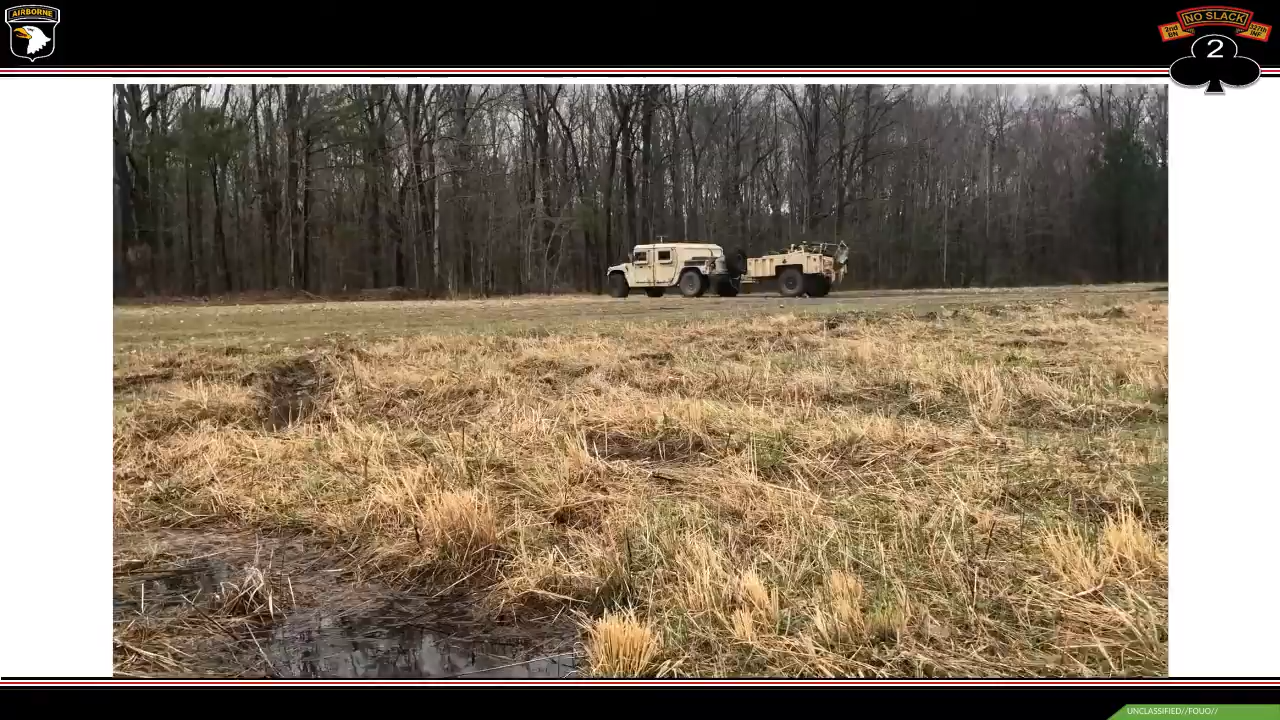 AIRBORNE
NO SLACK
2nd BN
327th INF
2
UNCLASSIFIED//FOUO//